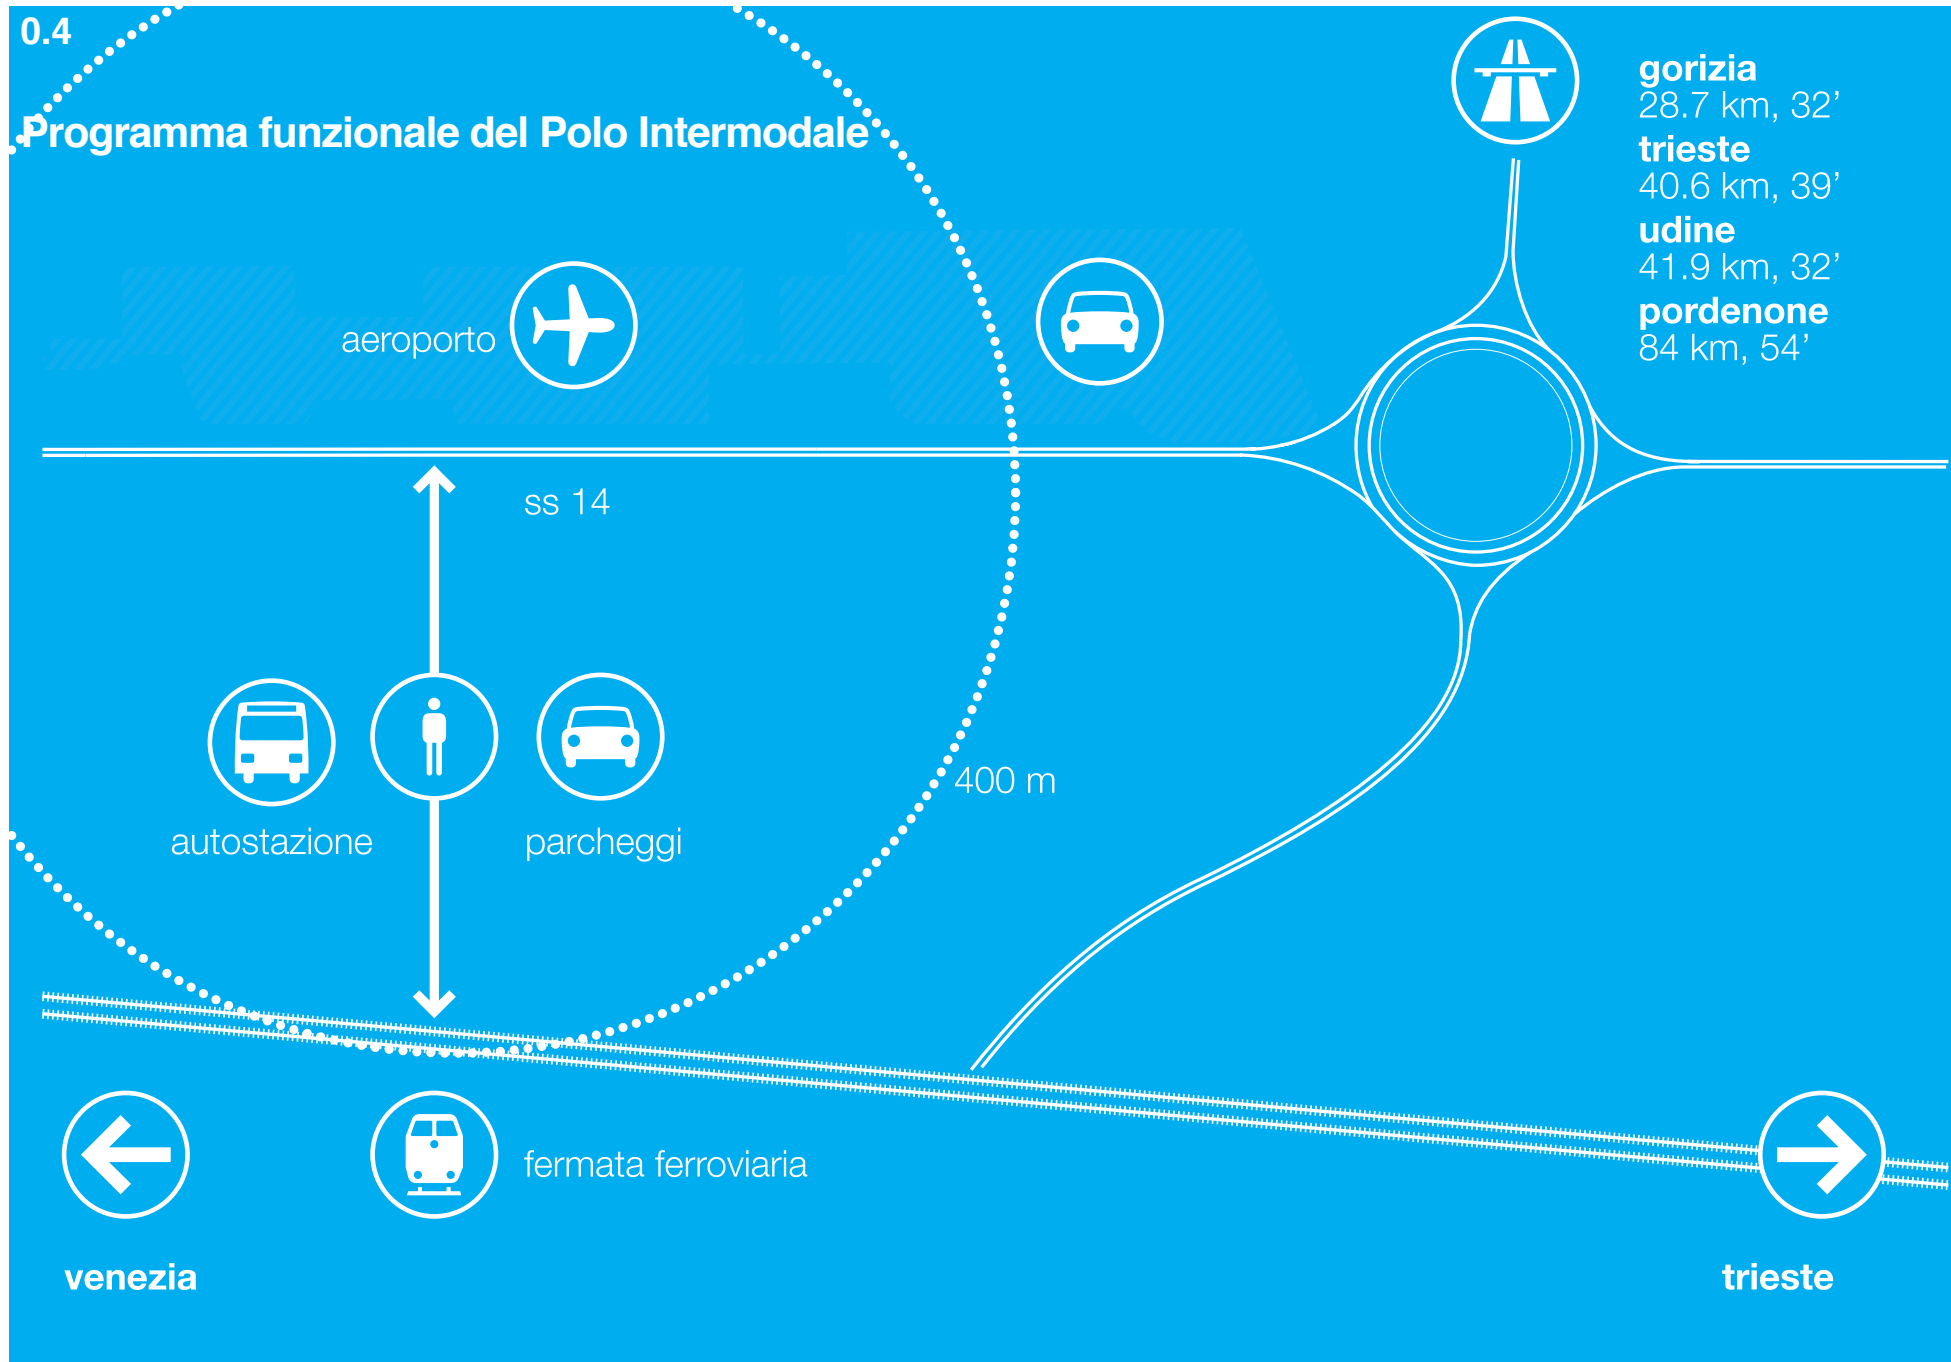 0.4
Programma funzionale del Polo Intermodale
gorizia
28.7 km, 32’
trieste
40.6 km, 39’
udine
41.9 km, 32’
pordenone
84 km, 54’
aeroporto
ss 14
400 m
autostazione
parcheggi
fermata ferroviaria
venezia
trieste